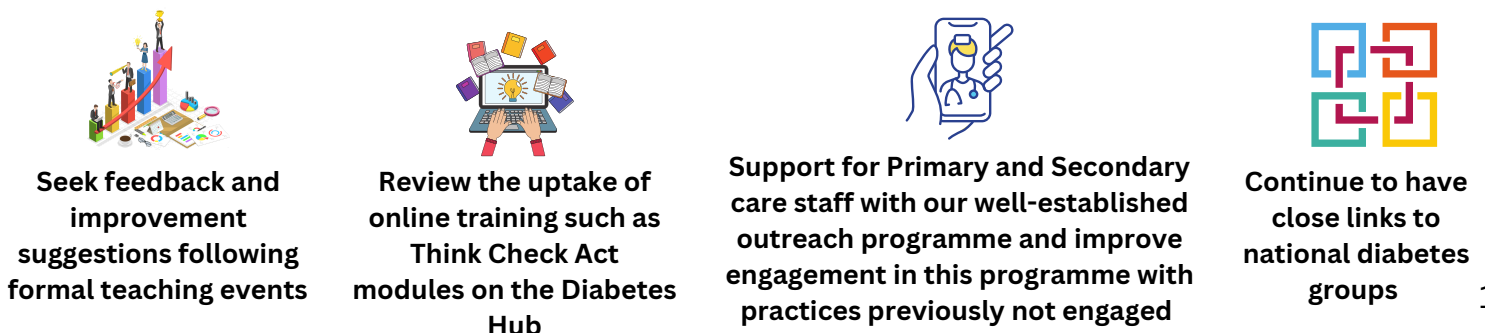 Seek feedback and
improvement
suggestions following
formal teaching events
Review the uptake of
online training such as
Think Check Act
modules on the Diabetes
Hub
Support for Primary and Secondary
care staff with our well-established
outreach programme and improve
engagement in this programme with
practices previously not engaged
Continue to have
close links to
national diabetes
groups